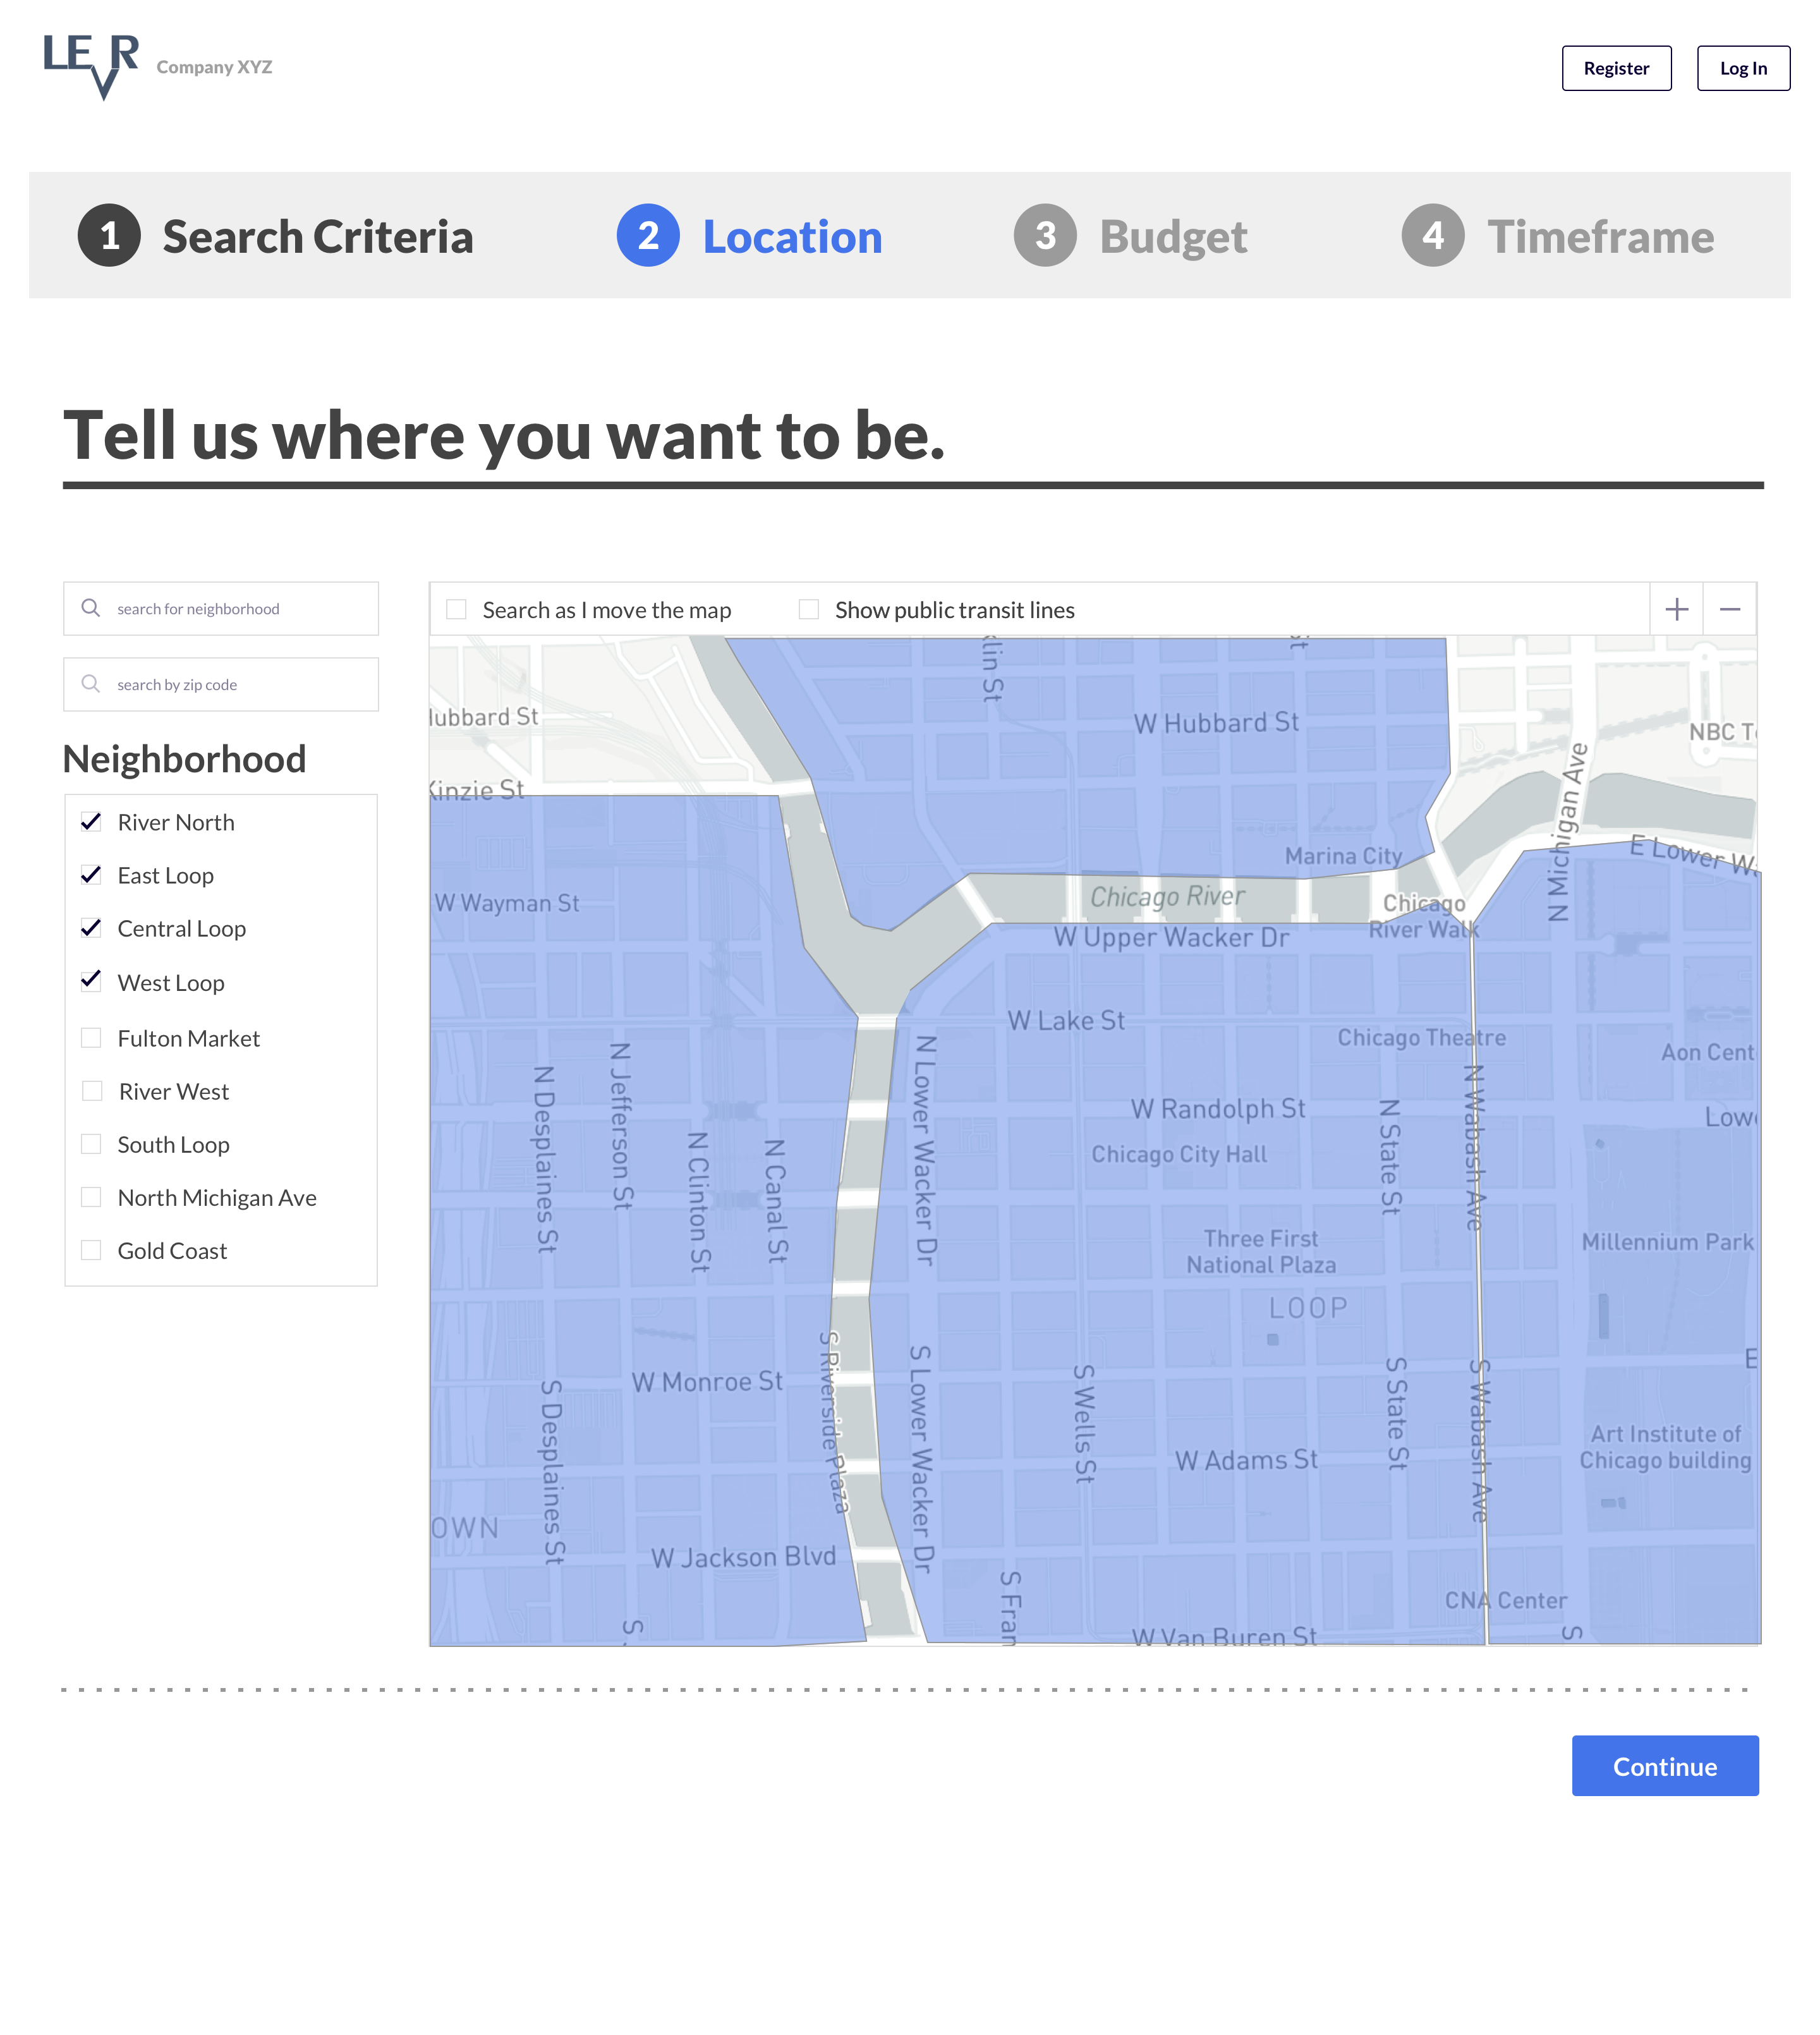 LEVR
Company XYZ
Register
Log In
1 Search Criteria
2 Location
3 Budget
4 Timeframe
Tell us where you want to be.
search for neighborhood
search by zip code
Neighborhood
River North
East Loop
Central Loop
West Loop
Fulton Market
River West
South Loop
North Michigan Ave
Gold Coast
Search as I move the map
Show public transit lines
+
−
lin St
W Hubbard St
ubbard St
NBC T
Kinzie St
N Michigan Ave
E Lower W
Marina City
Chicago River
Chicago
River Walk
W Wayman St
W Upper Wacker Dr
W Lake St
Chicago Theatre
Aon Cent
N Desplaines St
N Jefferson St
N Clinton St
N Canal St
N Lower Wacker Dr
W Randolph St
Chicago City Hall
N State St
N Wabash Ave
Low
Three First
National Plaza
Millennium Park
LOOP
E
W Monroe St
S Riverside Plaza
S Lower Wacker Dr
S Wells St
S State St
S Wabash Ave
S Desplaines St
W Adams St
Art Institute of
Chicago building
OWN
W Jackson Blvd
S Fran
CNA Center
S
W Van Buren St
S
Continue